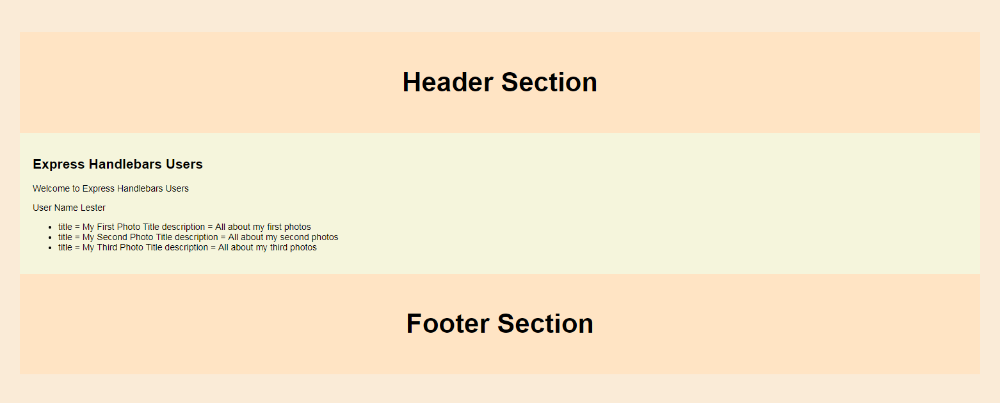 Header Section
Express Handlebars Users
Welcome to Express Handlebars Users
User Name Lester
title = My First Photo Title description = All about my first photos
title = My Second Photo Title description = All about my second photos
title = My Third Photo Title description = All about my third photos
Footer Section